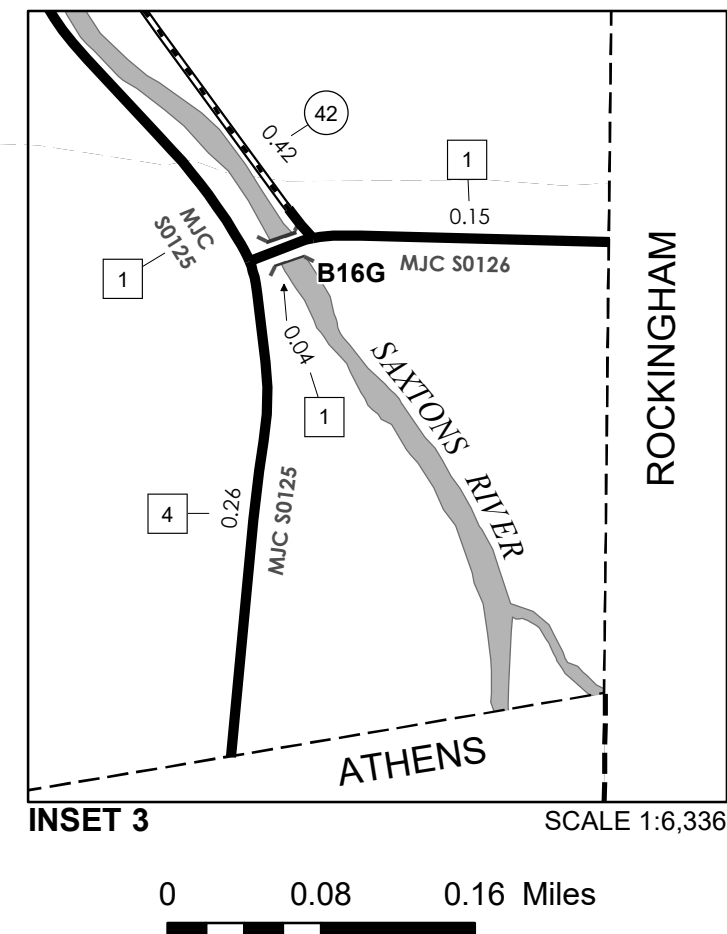 42
0.42
1
0.15
MJC
S0125
MJC S0126
B16G
1
ROCKINGHAM
0.04
1
SAXTONS RIVER
4
0.26
MJC S0125
ATHENS
INSET 3
SCALE 1:6,336
0 0.08 0.16 Miles